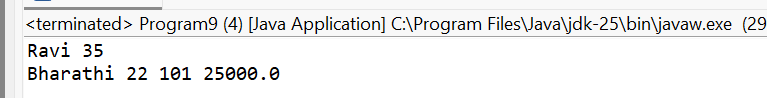 <terminated> Program9 (4) [Java Application] C:\Program Files\Java\jdk-25\bin\javaw.exe (29
Ravi 35
Bharathi 22 101 25000.0